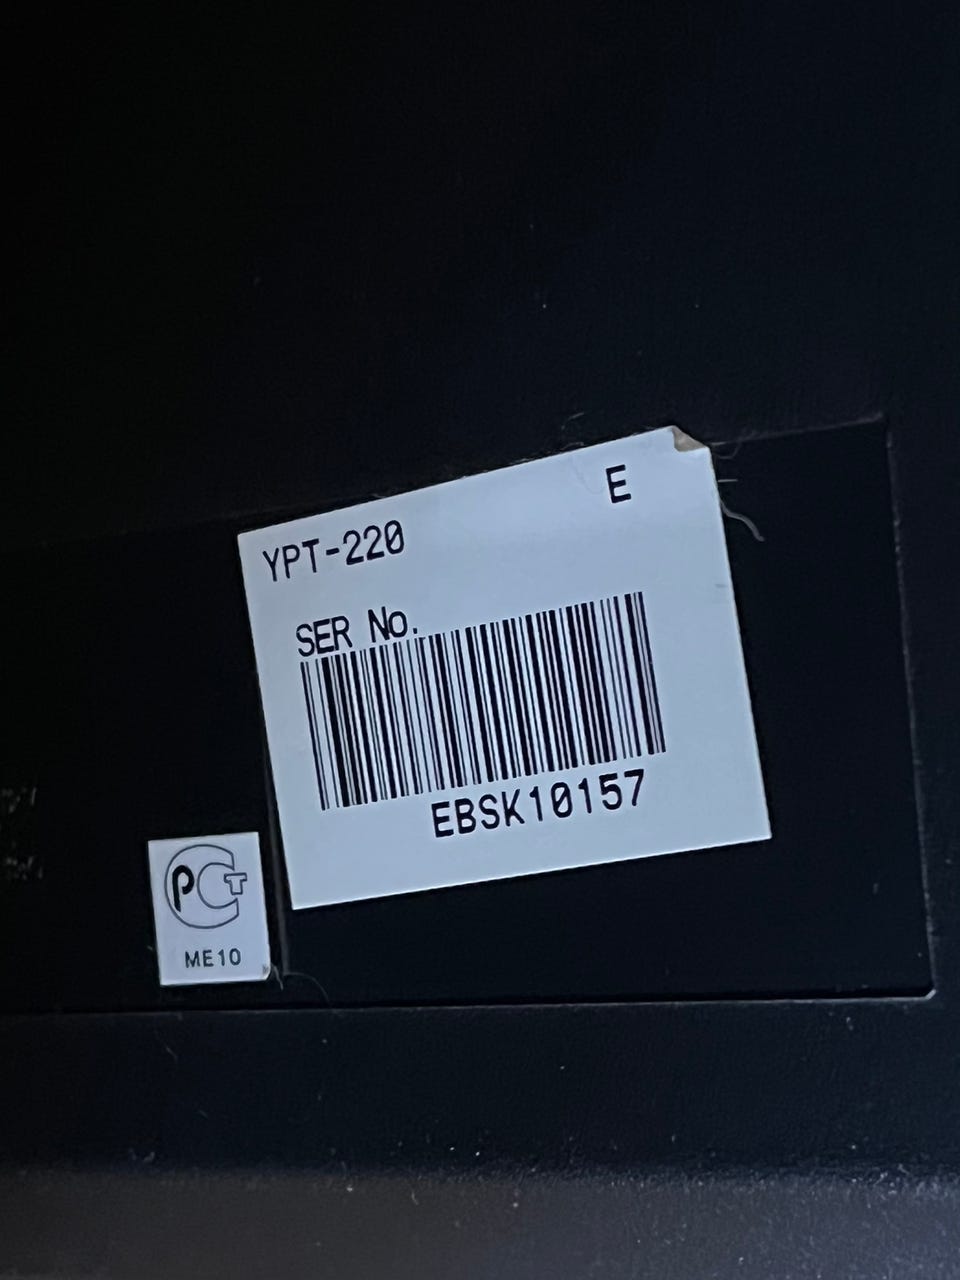 E
YPT-220
SER No.
EBSK10157
PCT
ME10